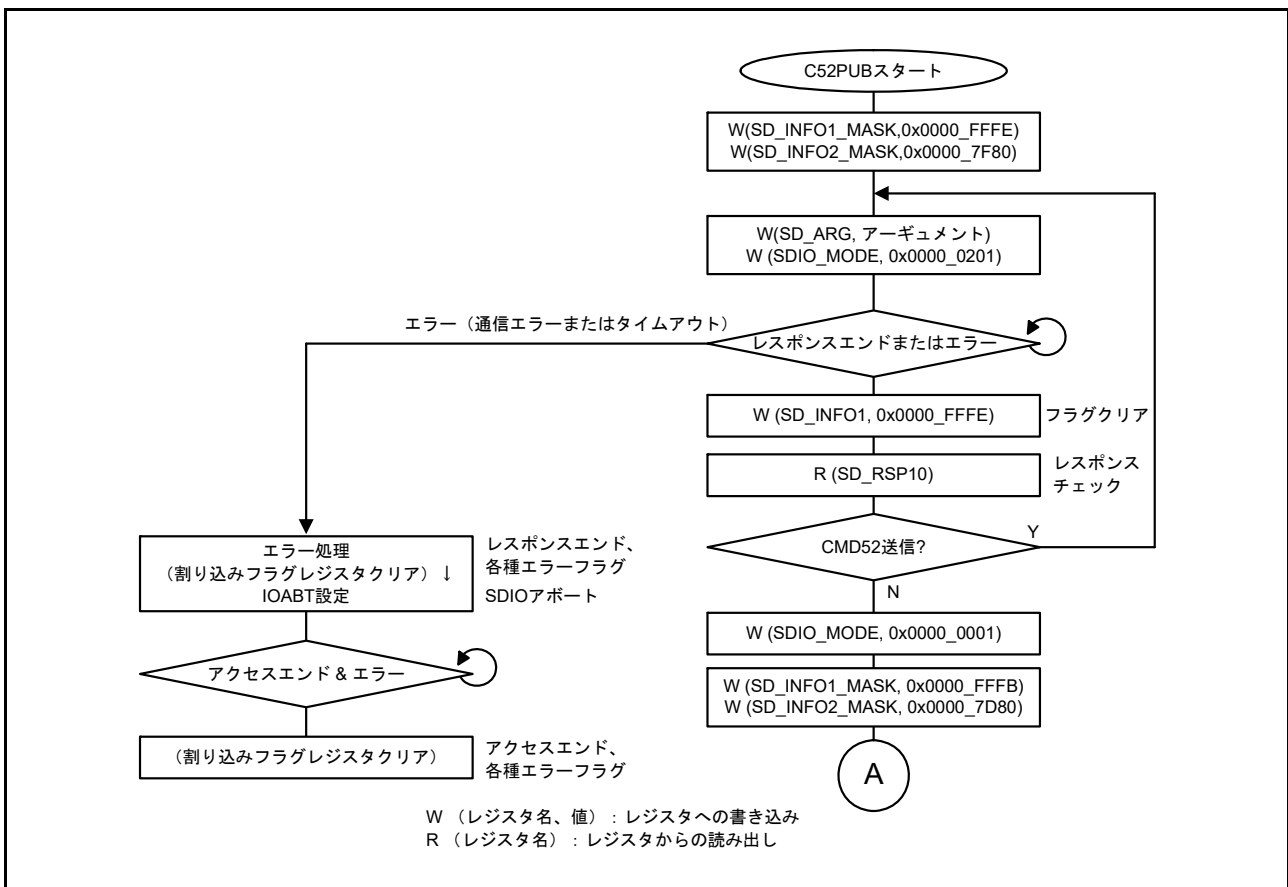 C52PUBスタート
W(SD_INFO1_MASK,0x0000_FFFE)
W(SD_INFO2_MASK,0x0000_7F80)
W(SD_ARG, アーギュメント)
W (SDIO_MODE, 0x0000_0201)
エラー（通信エラーまたはタイムアウト）
レスポンスエンドまたはエラー
W (SD_INFO1, 0x0000_FFFE)
フラグクリア
R (SD_RSP10)
レスポンス
チェック
CMD52送信?
Y
N
W (SDIO_MODE, 0x0000_0001)
W (SD_INFO1_MASK, 0x0000_FFFB)
W (SD_INFO2_MASK, 0x0000_7D80)
A
エラー処理
（割り込みフラグレジスタクリア）↓
IOABT設定
レスポンスエンド、
各種エラーフラグ
SDIOアボート
アクセスエンド & エラー
（割り込みフラグレジスタクリア）
アクセスエンド、
各種エラーフラグ
W （レジスタ名、値）：レジスタへの書き込み
R （レジスタ名）：レジスタからの読み出し